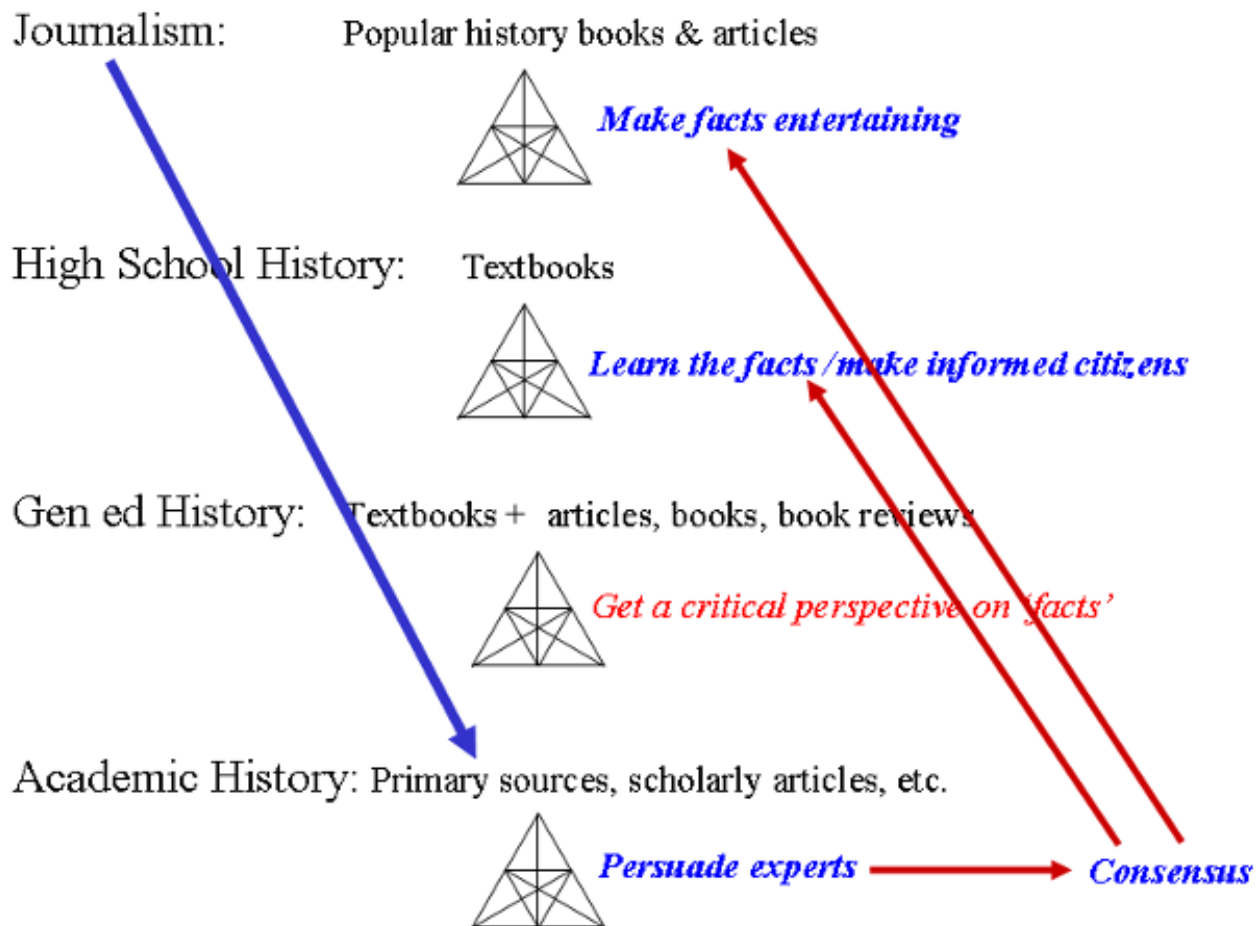 Journalism: Popular history books & articles
Make facts entertaining
High School History: Textbooks
Learn the facts /make informed citizens
Gen ed History: Textbooks + articles, books, book reviews
Get a critical perspective on ‘facts’
Academic History: Primary sources, scholarly articles, etc.
Persuade experts Consensus